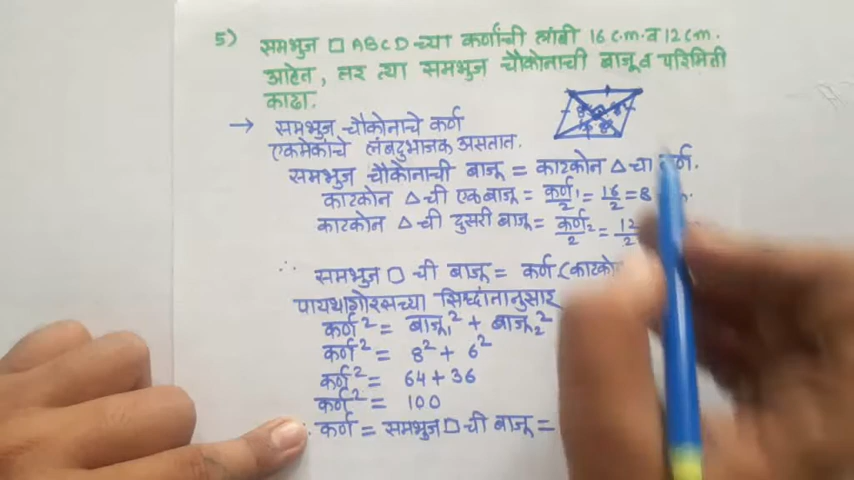 5) समभुज □ ABCD च्या कर्णाची लांबी 16 c.m. व 12 c.m.
आहेत, तर त्या समभुज चौकोनाची बाजू व परिमिती
काढा.
→ समभुज चौकोनाचे कर्ण
एकमेकांचे लंबदुभाजक असतात.
समभुज चौकोनाची बाजू = काटकोन △ चा कर्ण.
काटकोन △ ची एक बाजू = कर्ण₁/2 = 16/2 = 8
काटकोन △ ची दुसरी बाजू = कर्ण₂/2 = 12/2
∴ समभुज □ ची बाजू = कर्ण
पायथागोरसच्या सिध्दांतानुसार
कर्ण² = बाजू₁² + बाजू₂²
कर्ण² = 8² + 6²
कर्ण² = 64 + 36
कर्ण² = 100
∴ कर्ण = समभुज □ ची बाजू =